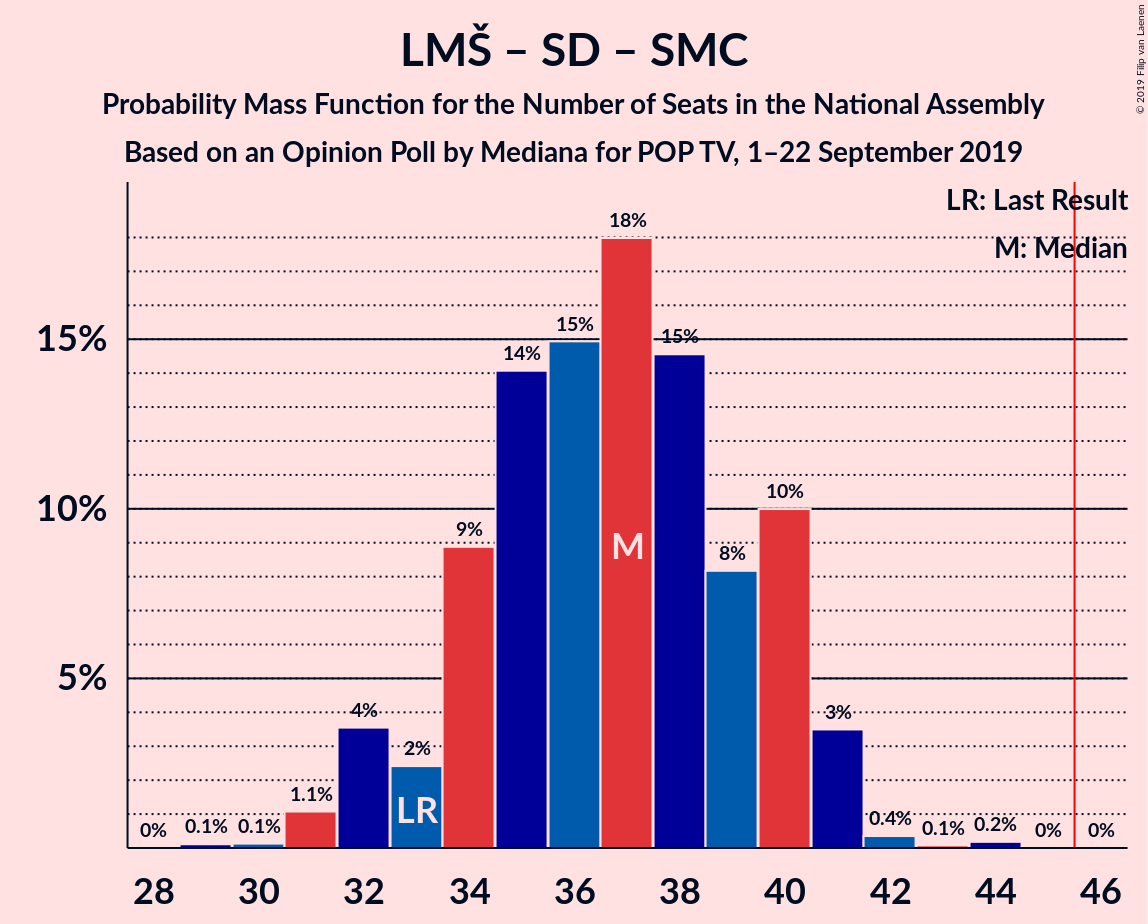 LMŠ – SD – SMC
Probability Mass Function for the Number of Seats in the National Assembly
Based on an Opinion Poll by Mediana for POP TV, 1–22 September 2019
© 2019 Filip van Laenen
LR: Last Result
M: Median
15%
10%
5%
0%
0.1%
0.1%
1.1%
4%
2%
9%
14%
15%
18%
15%
8%
10%
3%
0.4%
0.1%
0.2%
0%
0%
LR
M
28 30 32 34 36 38 40 42 44 46